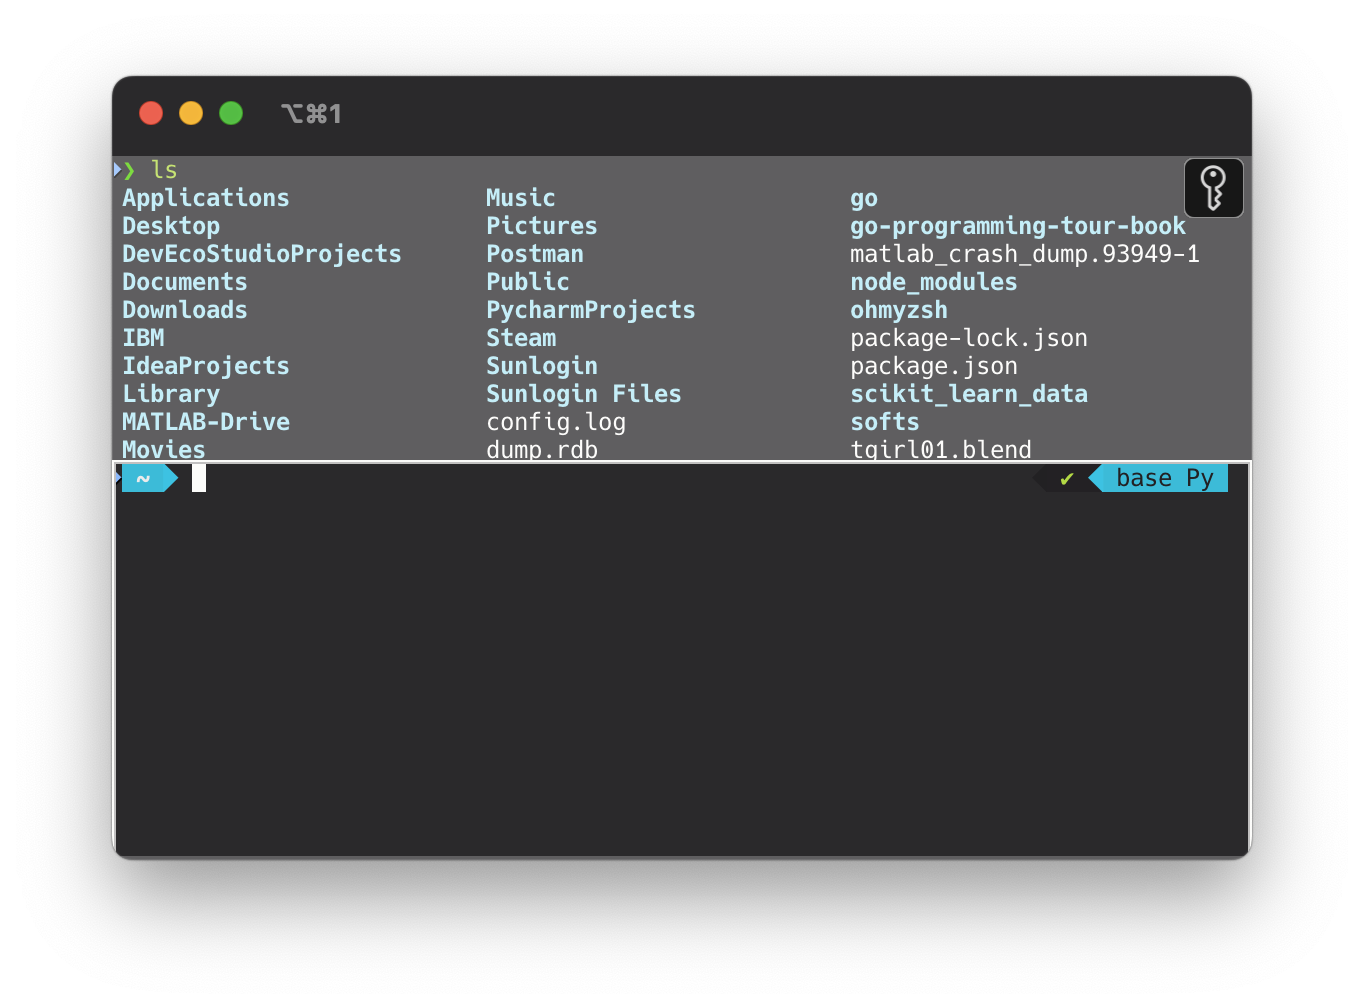 ⌥⌘1
❯ ls
Applications Music go
Desktop Pictures go-programming-tour-book
DevEcoStudioProjects Postman matlab_crash_dump.93949-1
Documents Public node_modules
Downloads PycharmProjects ohmyzsh
IBM Steam package-lock.json
IdeaProjects Sunlogin package.json
Library Sunlogin Files scikit_learn_data
MATLAB-Drive config.log softs
Movies dump.rdb tgirl01.blend
~ ✔ base Py